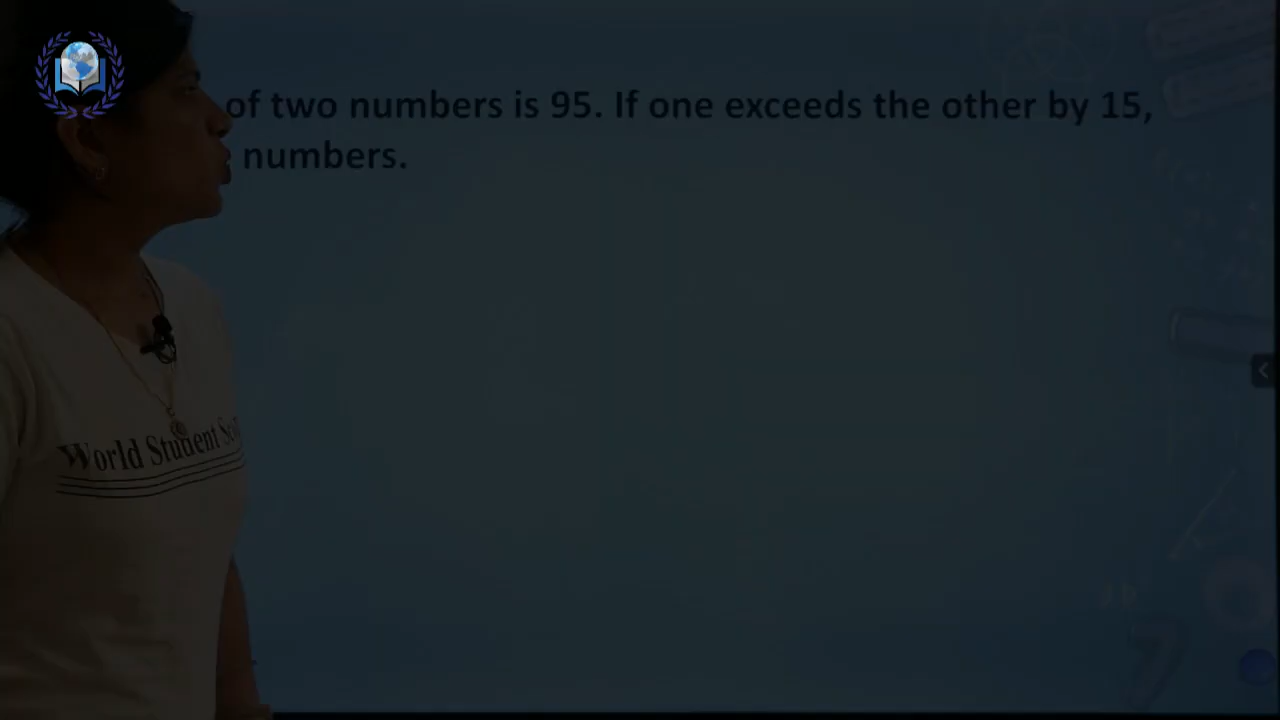 of two numbers is 95. If one exceeds the other by 15,
numbers.
World Student